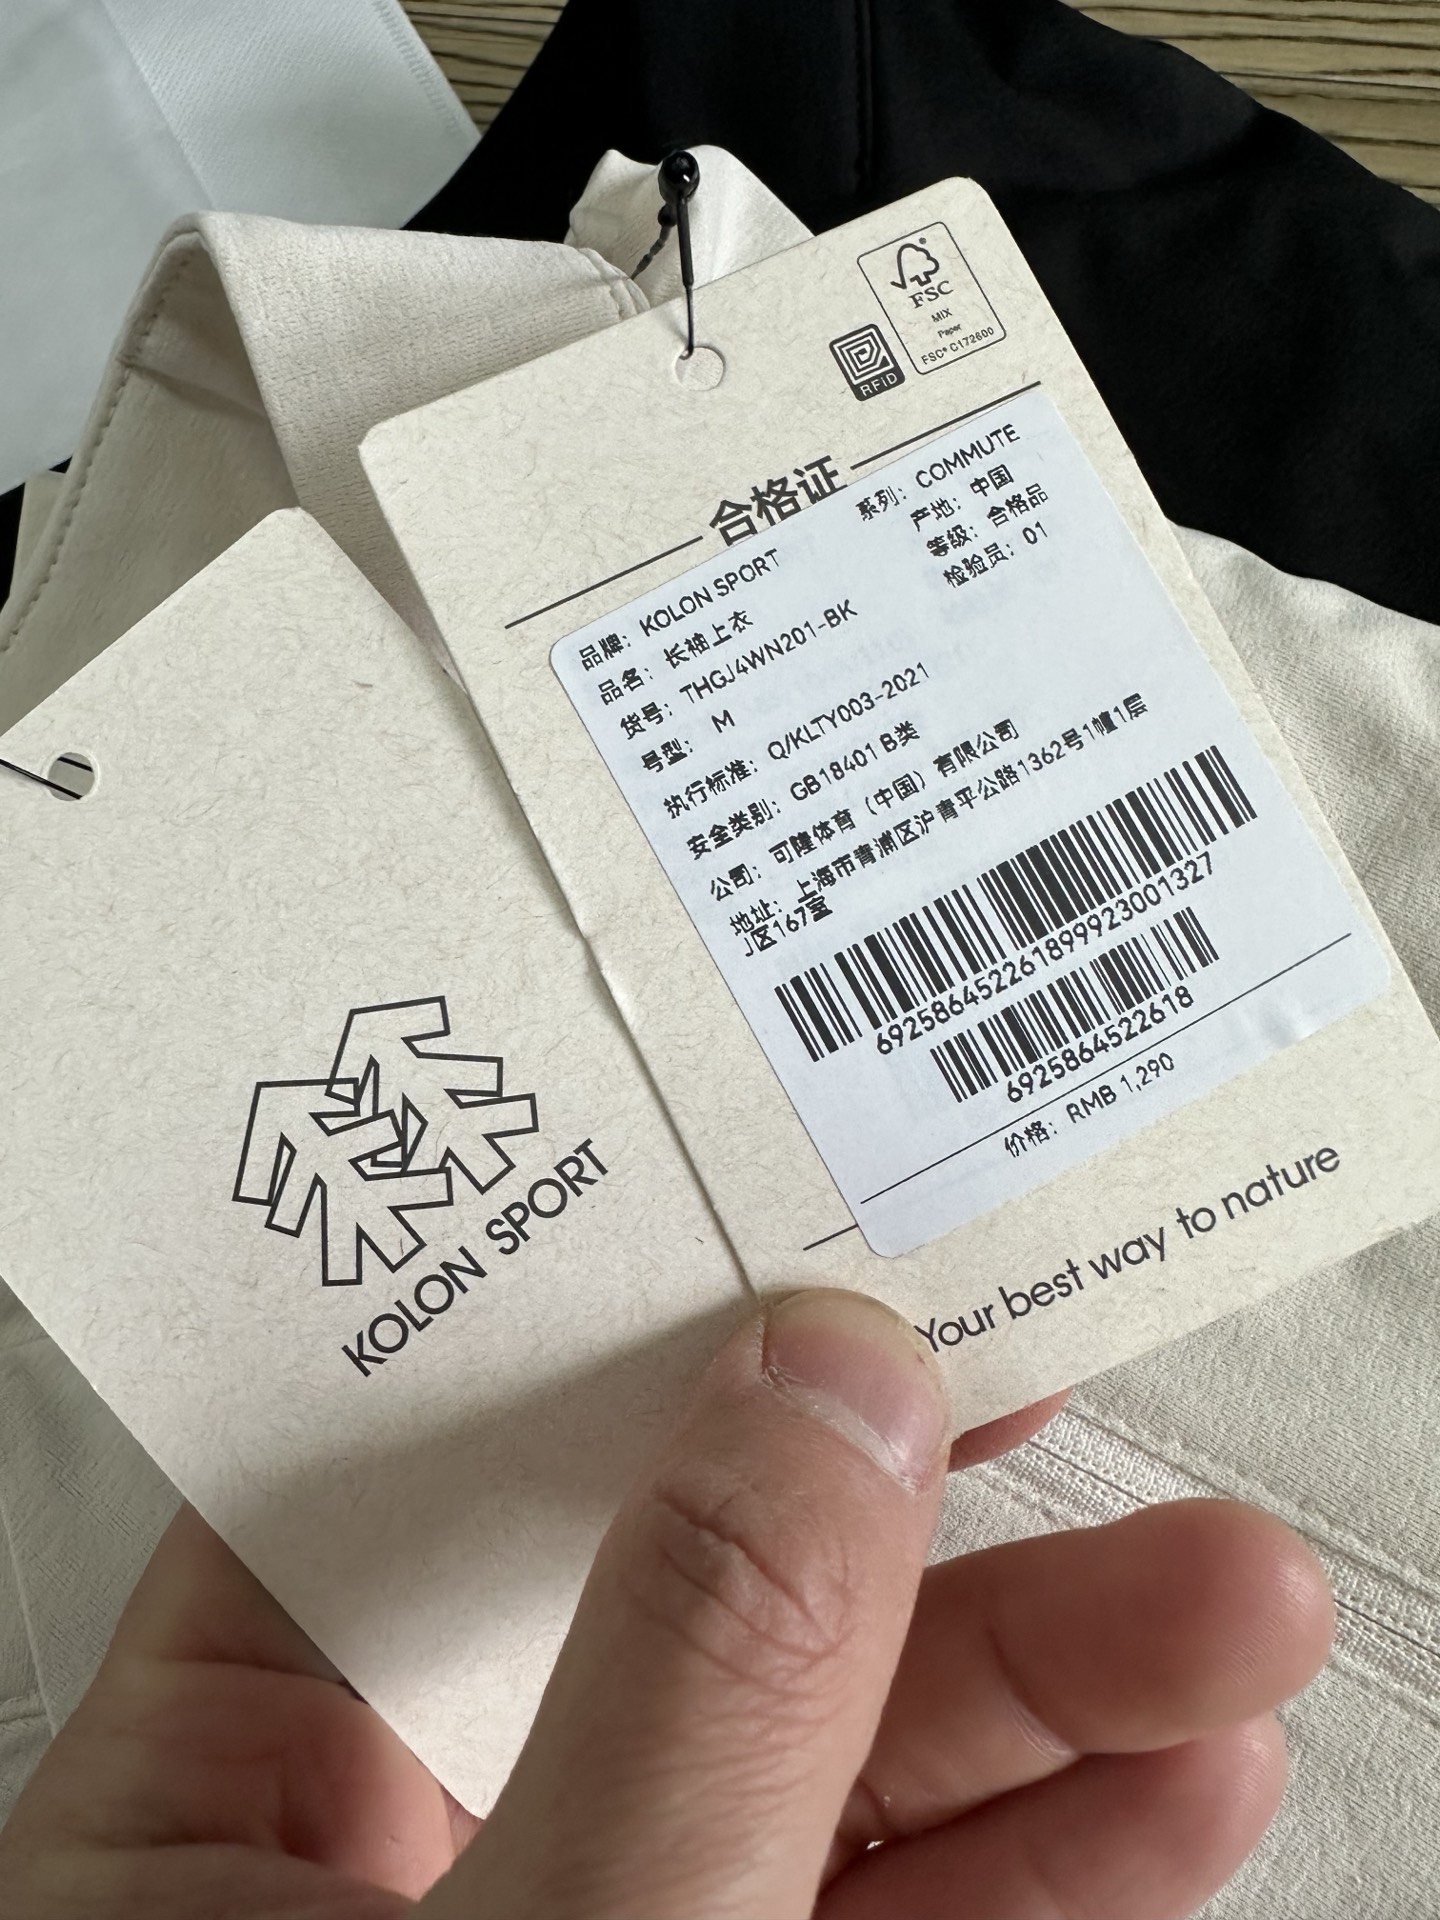 FSC
MIX
Paper
FSC® C172600
RFID
合格证
品牌: KOLON SPORT
系列: COMMUTE
品名: 长袖上衣
产地: 中国
货号: THGJ4WN201-BK
等级: 合格品
号型: M
检验员: 01
执行标准: Q/KLTY003-2021
安全类别: GB18401 B类
公司: 可隆体育（中国）有限公司
地址: 上海市青浦区沪青平公路1362号1幢1层
J区167室
692586452261899923001327
6925864522618
价格: RMB 1,290
Your best way to nature
KOLON SPORT